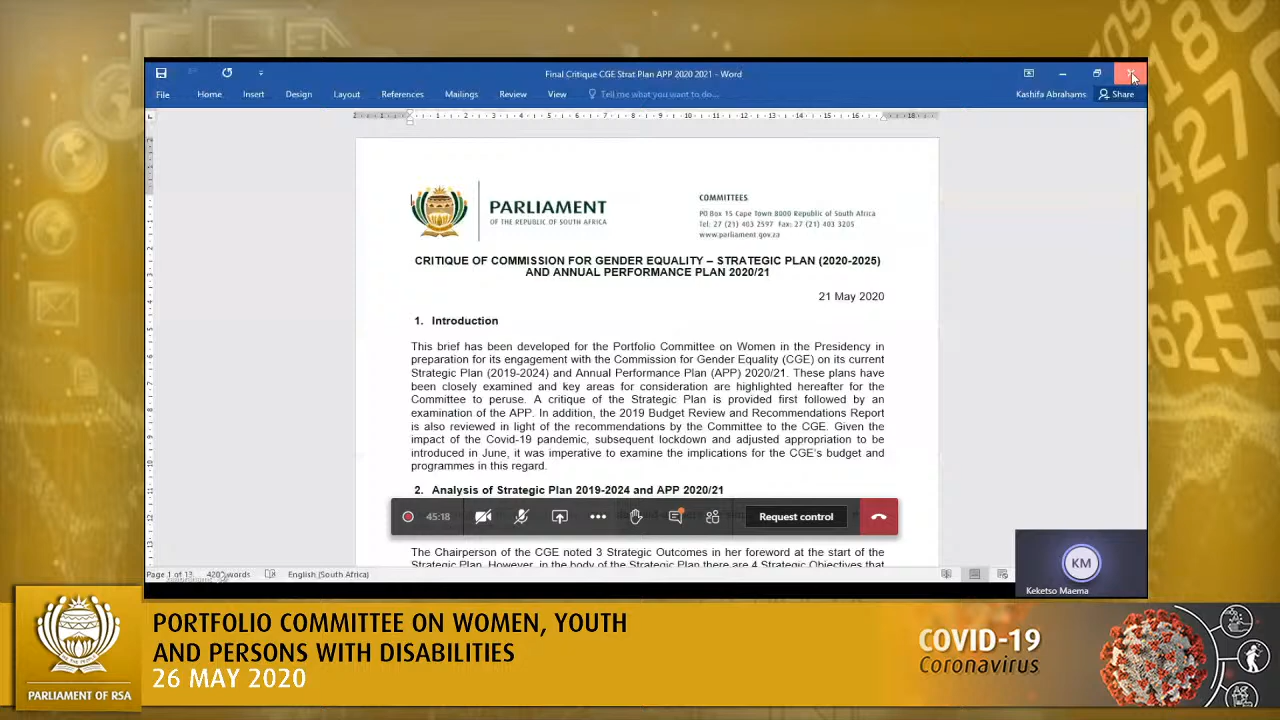 Final Critique CGE Strat Plan APP 2020 2021 - Word
File Home Insert Design Layout References Mailings Review View Tell me what you want to do... Kashifa Abrahams Share
PARLIAMENT
OF THE REPUBLIC OF SOUTH AFRICA
COMMITTEES
PO Box 15 Cape Town 8000 Republic of South Africa
Tel: 27 (21) 403 2597 Fax: 27 (21) 403 3205
www.parliament.gov.za
CRITIQUE OF COMMISSION FOR GENDER EQUALITY – STRATEGIC PLAN (2020-2025)
AND ANNUAL PERFORMANCE PLAN 2020/21
21 May 2020
1. Introduction
This brief has been developed for the Portfolio Committee on Women in the Presidency in
preparation for its engagement with the Commission for Gender Equality (CGE) on its current
Strategic Plan (2019-2024) and Annual Performance Plan (APP) 2020/21. These plans have
been closely examined and key areas for consideration are highlighted hereafter for the
Committee to peruse. A critique of the Strategic Plan is provided first followed by an
examination of the APP. In addition, the 2019 Budget Review and Recommendations Report
is also reviewed in light of the recommendations by the Committee to the CGE. Given the
impact of the Covid-19 pandemic, subsequent lockdown and adjusted appropriation to be
introduced in June, it was imperative to examine the implications for the CGE's budget and
programmes in this regard.
2. Analysis of Strategic Plan 2019-2024 and APP 2020/21
45:18 Request control
The Chairperson of the CGE noted 3 Strategic Outcomes in her foreword at the start of the
Strategic Plan. However, in the body of the Strategic Plan there are 4 Strategic Objectives that
KM
Keketso Maema
Page 1 of 13 words English (South Africa)
PORTFOLIO COMMITTEE ON WOMEN, YOUTH
AND PERSONS WITH DISABILITIES
26 MAY 2020
PARLIAMENT OF RSA
COVID-19
Coronavirus